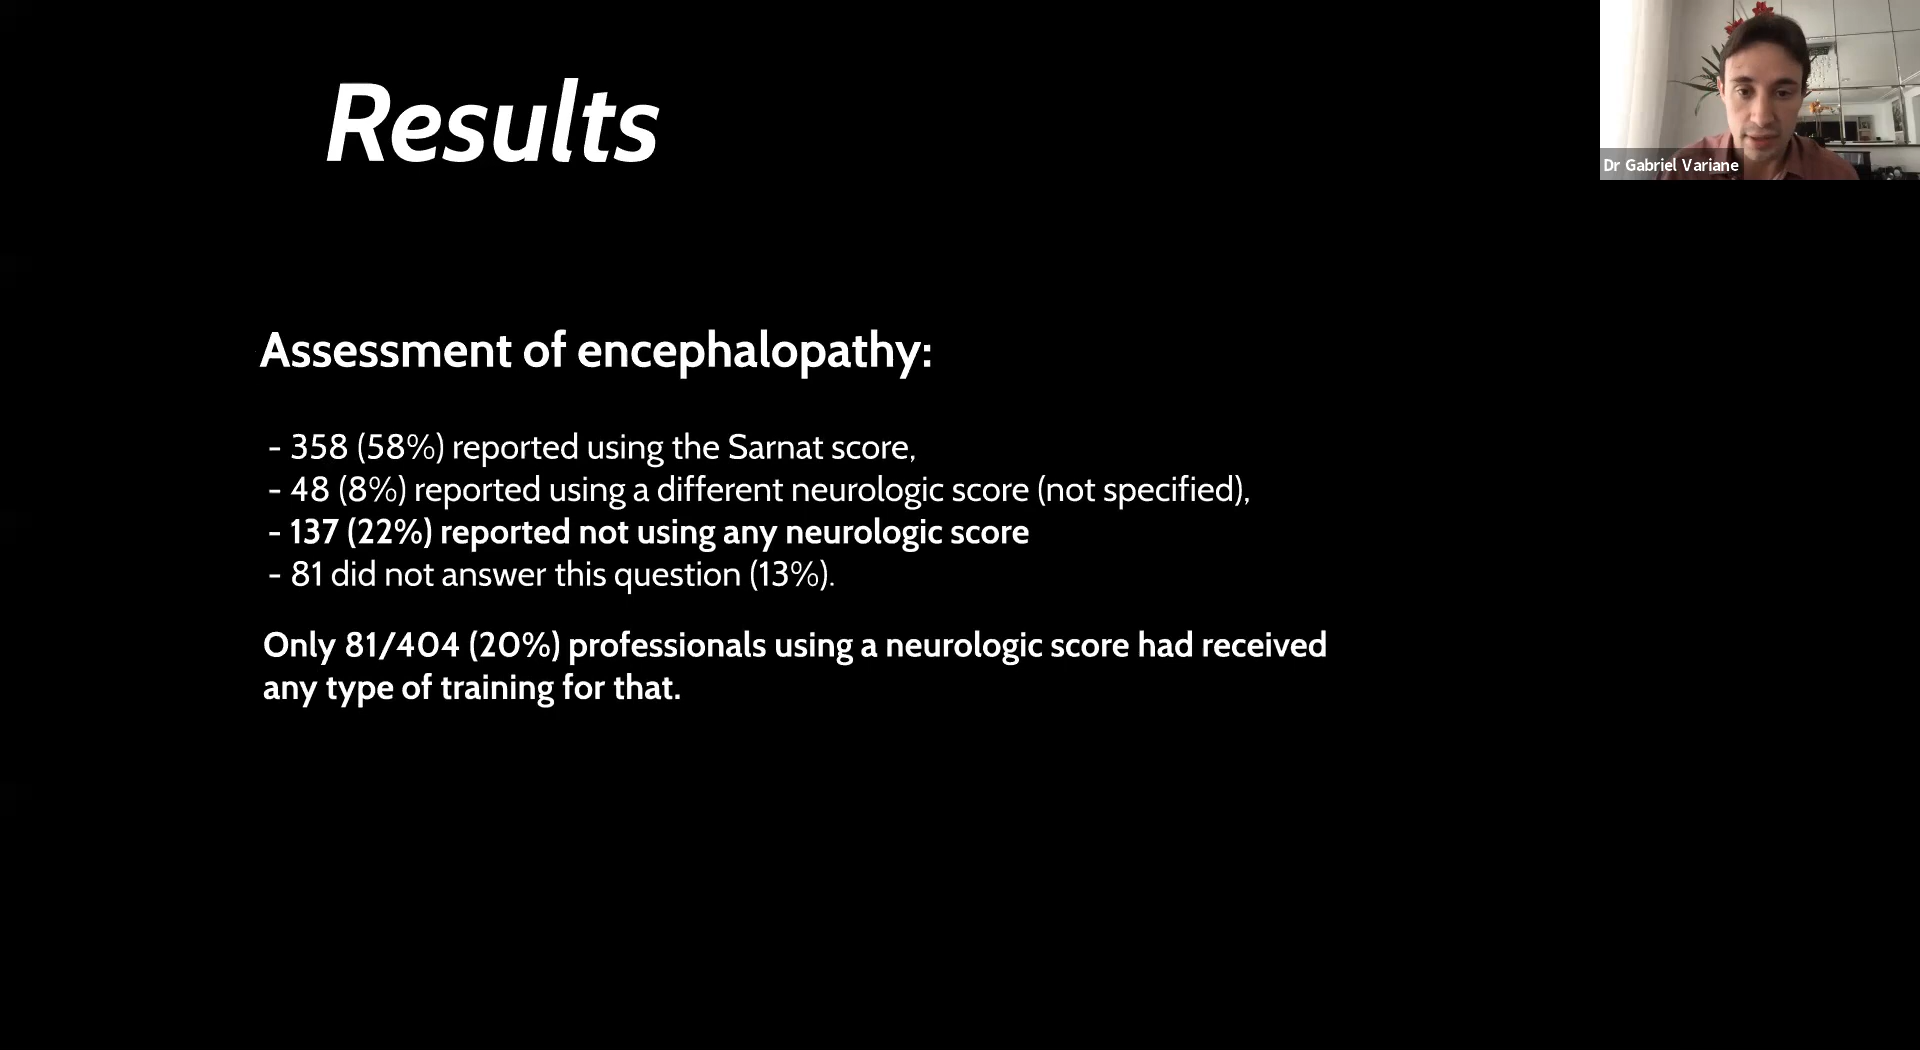 Results
Dr Gabriel Variane
Assessment of encephalopathy:
- 358 (58%) reported using the Sarnat score,
- 48 (8%) reported using a different neurologic score (not specified),
- 137 (22%) reported not using any neurologic score
- 81 did not answer this question (13%).
Only 81/404 (20%) professionals using a neurologic score had received
any type of training for that.